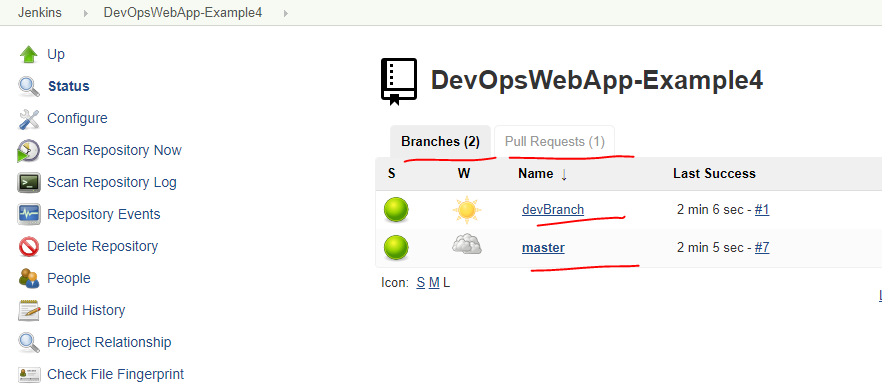 Jenkins DevOpsWebApp-Example4
Up
Status
Configure
Scan Repository Now
Scan Repository Log
Repository Events
Delete Repository
People
Build History
Project Relationship
Check File Fingerprint
DevOpsWebApp-Example4
Branches (2) Pull Requests (1)
S W Name ↓ Last Success
devBranch 2 min 6 sec - #1
master 2 min 5 sec - #7
Icon: S M L